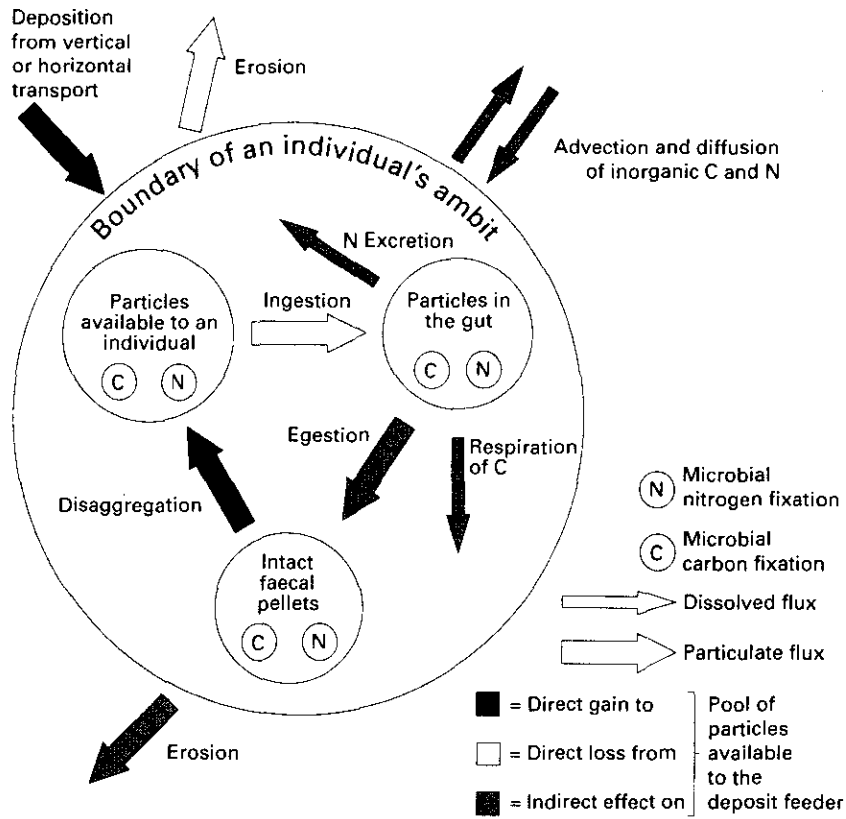 Deposition
from vertical
or horizontal
transport
Erosion
Advection and diffusion
of inorganic C and N
Boundary of an individual's ambit
N Excretion
Particles
available to an
individual
C N
Ingestion
Particles in
the gut
C N
Egestion
Respiration
of C
Disaggregation
Intact
faecal
pellets
C N
Erosion
N Microbial
nitrogen fixation
C Microbial
carbon fixation
Dissolved flux
Particulate flux
= Direct gain to
= Direct loss from
= Indirect effect on
Pool of
particles
available
to the
deposit feeder